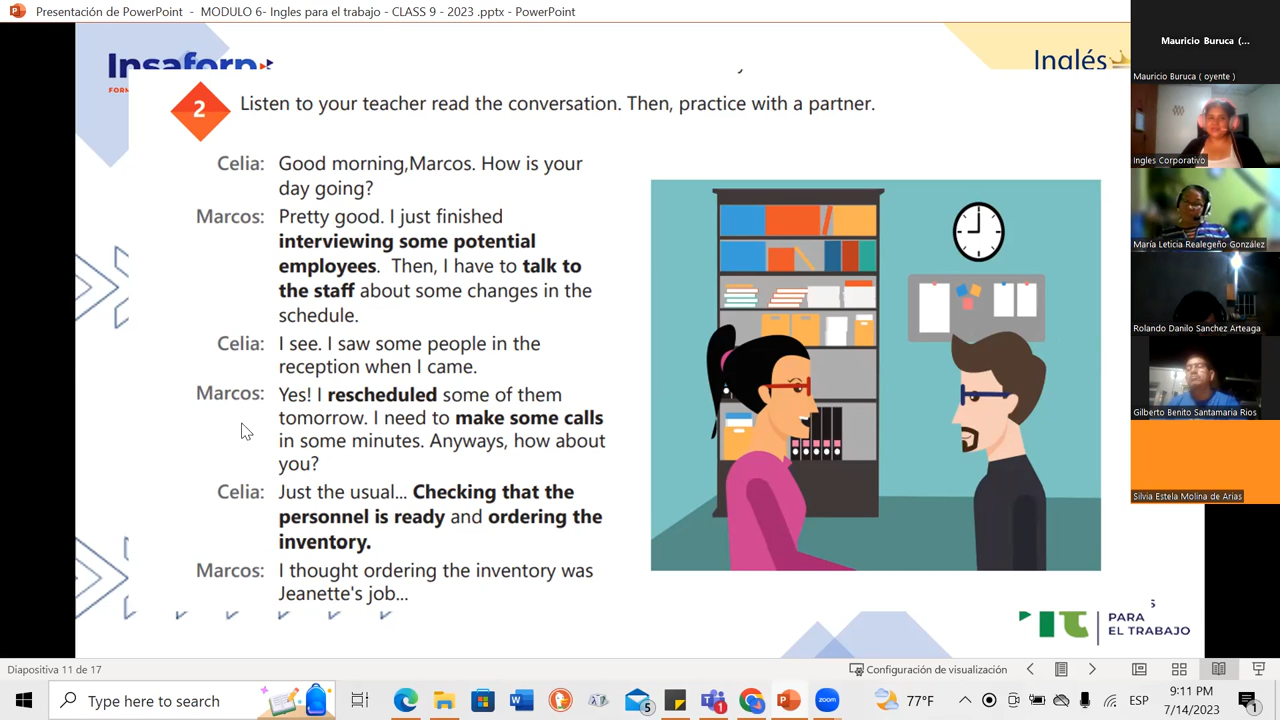 Presentación de PowerPoint - MODULO 6- Ingles para el trabajo - CLASS 9 - 2023 .pptx - PowerPoint
Insaforp
Inglés
2
Listen to your teacher read the conversation. Then, practice with a partner.
Celia: Good morning,Marcos. How is your
day going?
Marcos: Pretty good. I just finished
interviewing some potential
employees. Then, I have to talk to
the staff about some changes in the
schedule.
Celia: I see. I saw some people in the
reception when I came.
Marcos: Yes! I rescheduled some of them
tomorrow. I need to make some calls
in some minutes. Anyways, how about
you?
Celia: Just the usual... Checking that the
personnel is ready and ordering the
inventory.
Marcos: I thought ordering the inventory was
Jeanette's job...
PARA
EL TRABAJO
Mauricio Buruca (...
Mauricio Buruca ( oyente )
Ingles Corporativo
María Leticia Realegeño González
Rolando Danilo Sanchez Arteaga
Gilberto Benito Santamaria Rios
Silvia Estela Molina de Arias
Diapositiva 11 de 17
Configuración de visualización
Type here to search
5
1
zoom
77°F
ESP
9:11 PM
7/14/2023
1